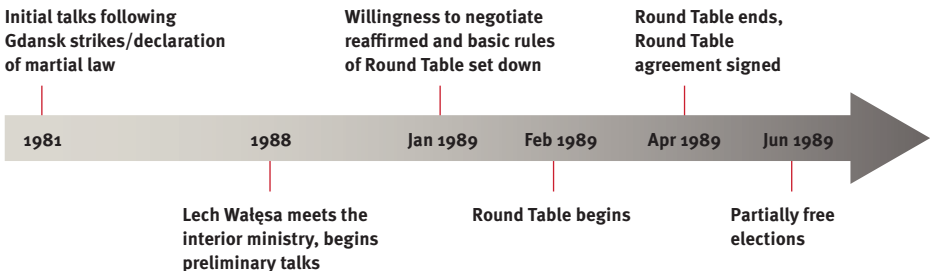 Initial talks following
Gdansk strikes/declaration
of martial law
Willingness to negotiate
reaffirmed and basic rules
of Round Table set down
Round Table ends,
Round Table
agreement signed
1981
1988
Jan 1989
Feb 1989
Apr 1989
Jun 1989
Lech Wałęsa meets the
interior ministry, begins
preliminary talks
Round Table begins
Partially free
elections